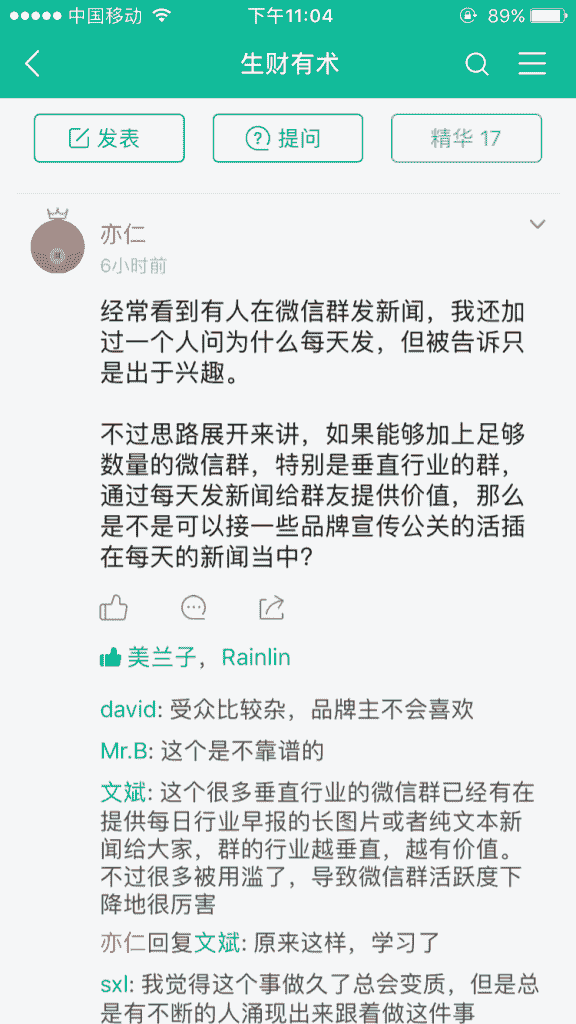 中国移动 下午11:04 89%
生财有术
发表 提问 精华 17
亦仁
6小时前
经常看到有人在微信群发新闻，我还加
过一个人问为什么每天发，但被告诉只
是出于兴趣。
不过思路展开来讲，如果能够加上足够
数量的微信群，特别是垂直行业的群，
通过每天发新闻给群友提供价值，那么
是不是可以接一些品牌宣传公关的活插
在每天的新闻当中？
美兰子，Rainlin
david: 受众比较杂，品牌主不会喜欢
Mr.B: 这个是不靠谱的
文斌: 这个很多垂直行业的微信群已经有在
提供每日行业早报的长图片或者纯文本新
闻给大家，群的行业越垂直，越有价值。
不过很多被用滥了，导致微信群活跃度下
降地很厉害
亦仁回复文斌: 原来这样，学习了
sxl: 我觉得这个事做久了总会变质，但是总
是有不断的人涌现出来跟着做这件事